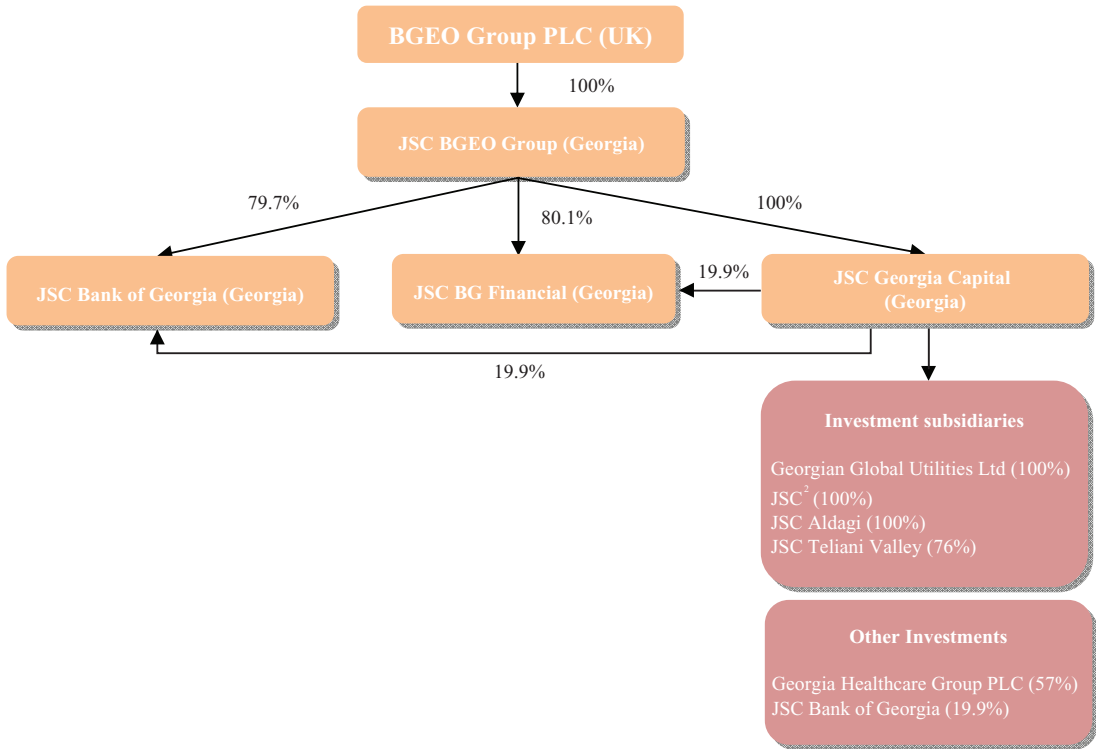 BGEO Group PLC (UK)
100%
JSC BGEO Group (Georgia)
79.7%
80.1%
100%
JSC Bank of Georgia (Georgia)
JSC BG Financial (Georgia)
19.9%
JSC Georgia Capital
(Georgia)
19.9%
Investment subsidiaries
Georgian Global Utilities Ltd (100%)
JSC² (100%)
JSC Aldagi (100%)
JSC Teliani Valley (76%)
Other Investments
Georgia Healthcare Group PLC (57%)
JSC Bank of Georgia (19.9%)